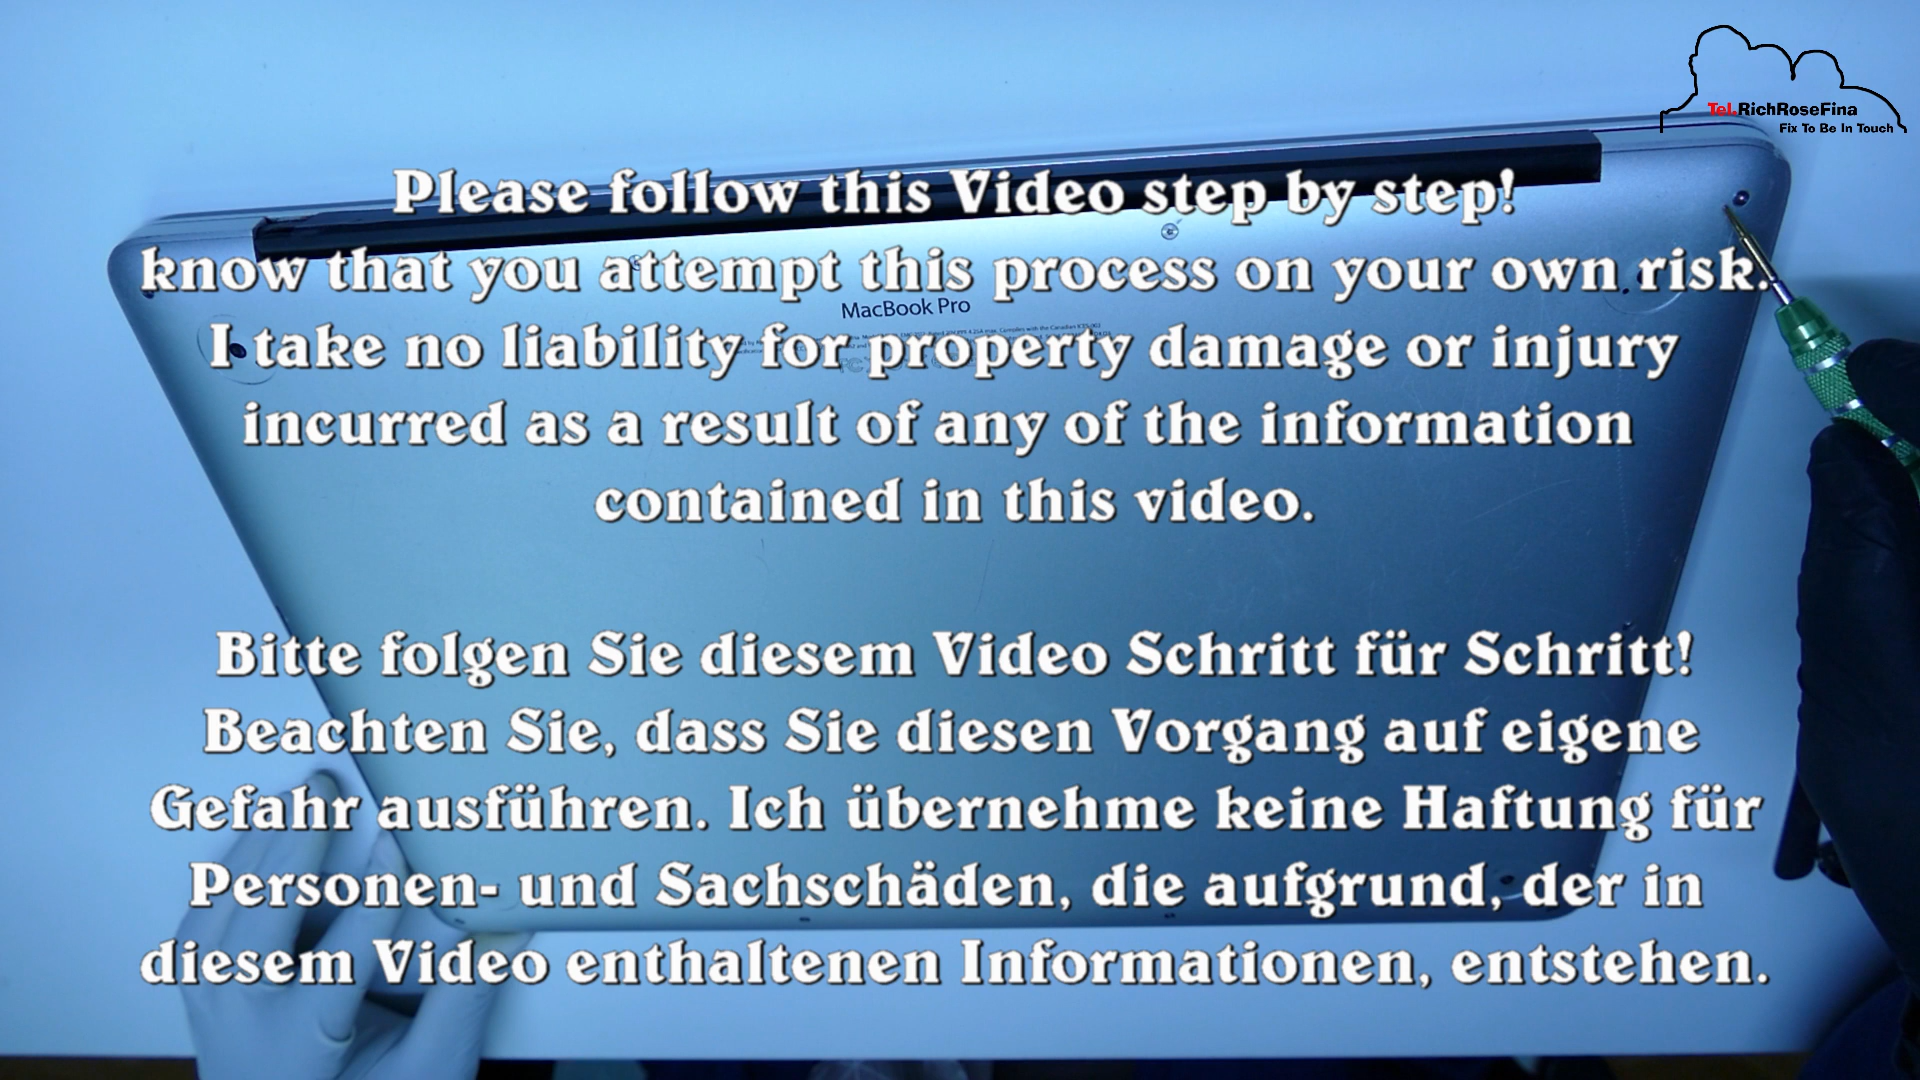 Tel.RichRoseFina
Fix To Be In Touch
Please follow this Video step by step!
know that you attempt this process on your own risk.
I take no liability for property damage or injury
incurred as a result of any of the information
contained in this video.
MacBook Pro
Bitte folgen Sie diesem Video Schritt für Schritt!
Beachten Sie, dass Sie diesen Vorgang auf eigene
Gefahr ausführen. Ich übernehme keine Haftung für
Personen- und Sachschäden, die aufgrund, der in
diesem Video enthaltenen Informationen, entstehen.